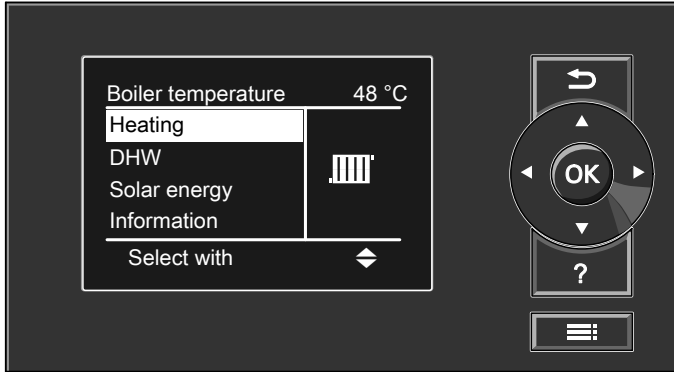 Boiler temperature 48 °C
Heating
DHW
Solar energy
Information
Select with
OK
?